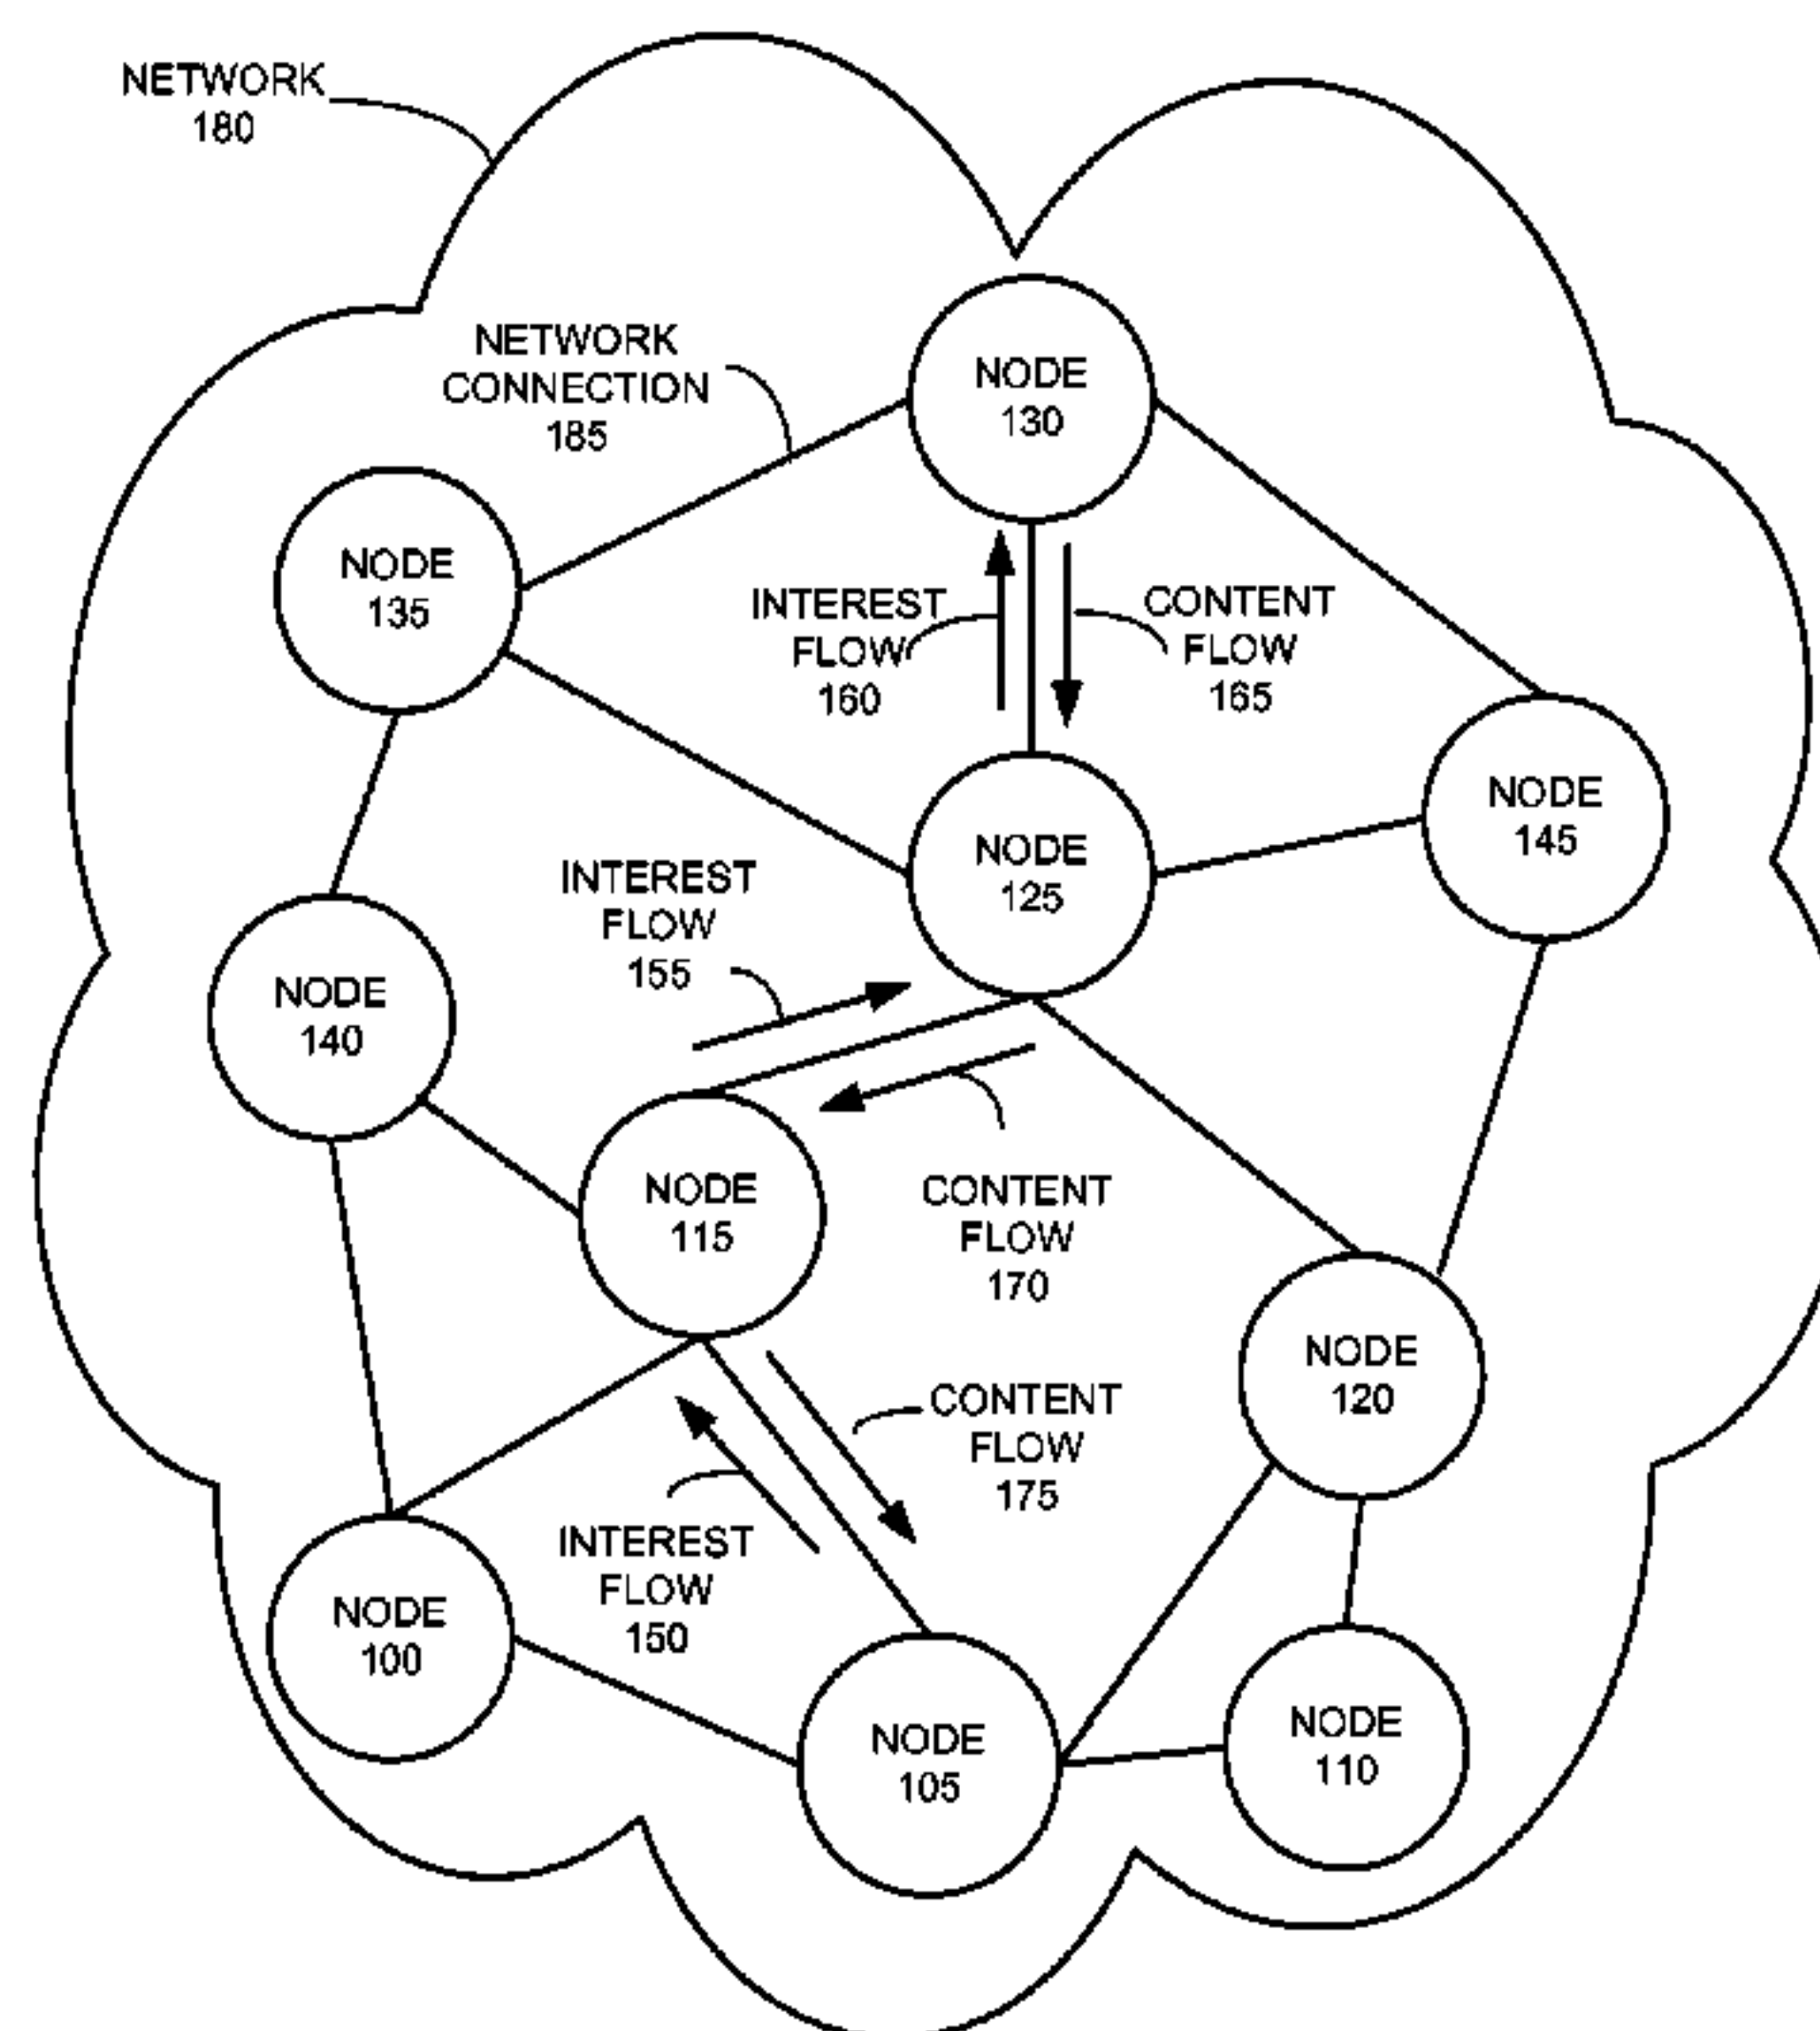 NETWORK
180
NETWORK
CONNECTION
185
NODE
130
NODE
135
INTEREST
FLOW
160
CONTENT
FLOW
165
NODE
145
NODE
125
INTEREST
FLOW
155
NODE
140
NODE
115
CONTENT
FLOW
170
NODE
120
CONTENT
FLOW
175
INTEREST
FLOW
150
NODE
100
NODE
105
NODE
110